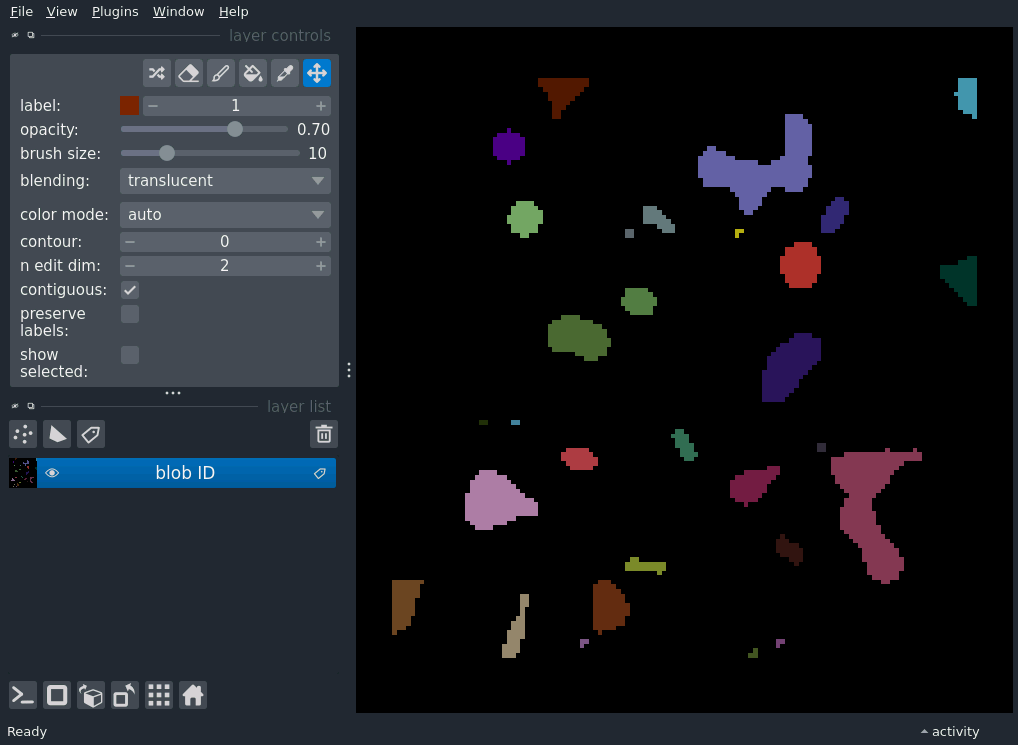 File View Plugins Window Help
layer controls
label: 1
opacity: 0.70
brush size: 10
blending: translucent
color mode: auto
contour: 0
n edit dim: 2
contiguous:
preserve
labels:
show
selected:
layer list
blob ID
Ready
activity